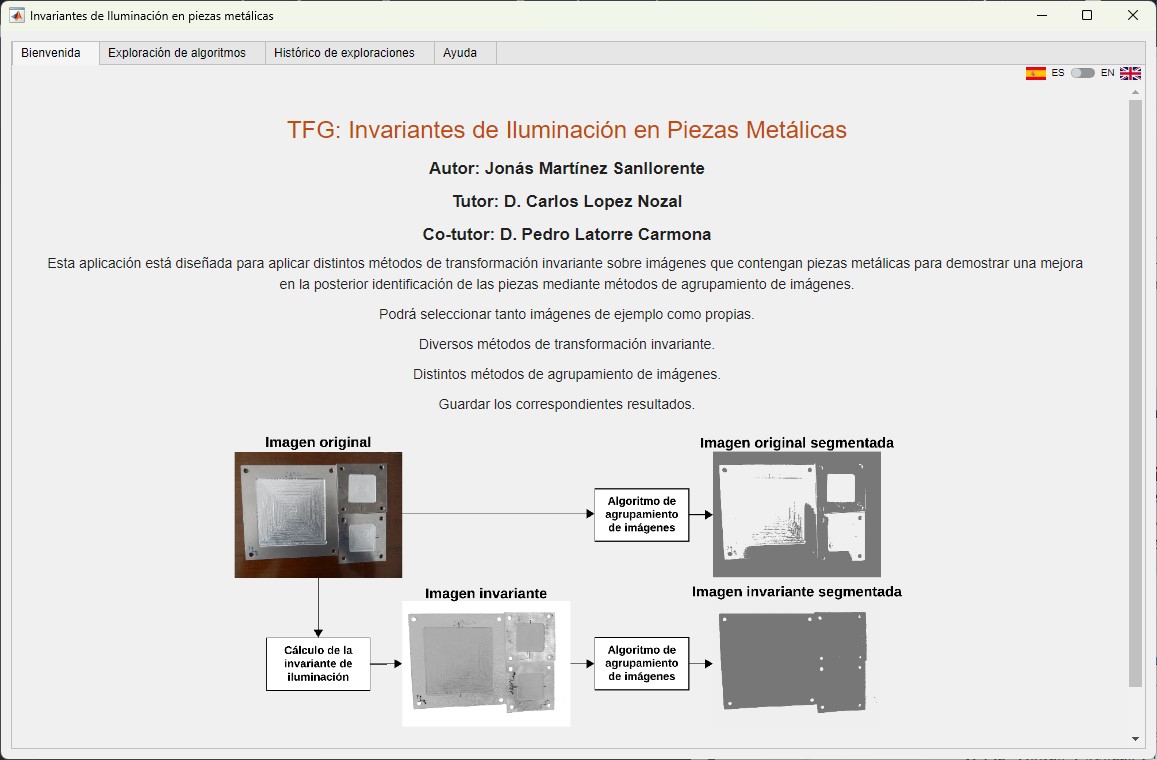 Invariantes de Iluminación en piezas metálicas
Bienvenida Exploración de algoritmos Histórico de exploraciones Ayuda
ES EN
TFG: Invariantes de Iluminación en Piezas Metálicas
Autor: Jonás Martínez Sanllorente
Tutor: D. Carlos Lopez Nozal
Co-tutor: D. Pedro Latorre Carmona
Esta aplicación está diseñada para aplicar distintos métodos de transformación invariante sobre imágenes que contengan piezas metálicas para demostrar una mejora
en la posterior identificación de las piezas mediante métodos de agrupamiento de imágenes.
Podrá seleccionar tanto imágenes de ejemplo como propias.
Diversos métodos de transformación invariante.
Distintos métodos de agrupamiento de imágenes.
Guardar los correspondientes resultados.
Imagen original
Imagen original segmentada
Algoritmo de
agrupamiento
de imágenes
Imagen invariante
Imagen invariante segmentada
Cálculo de la
invariante de
iluminación
Algoritmo de
agrupamiento
de imágenes